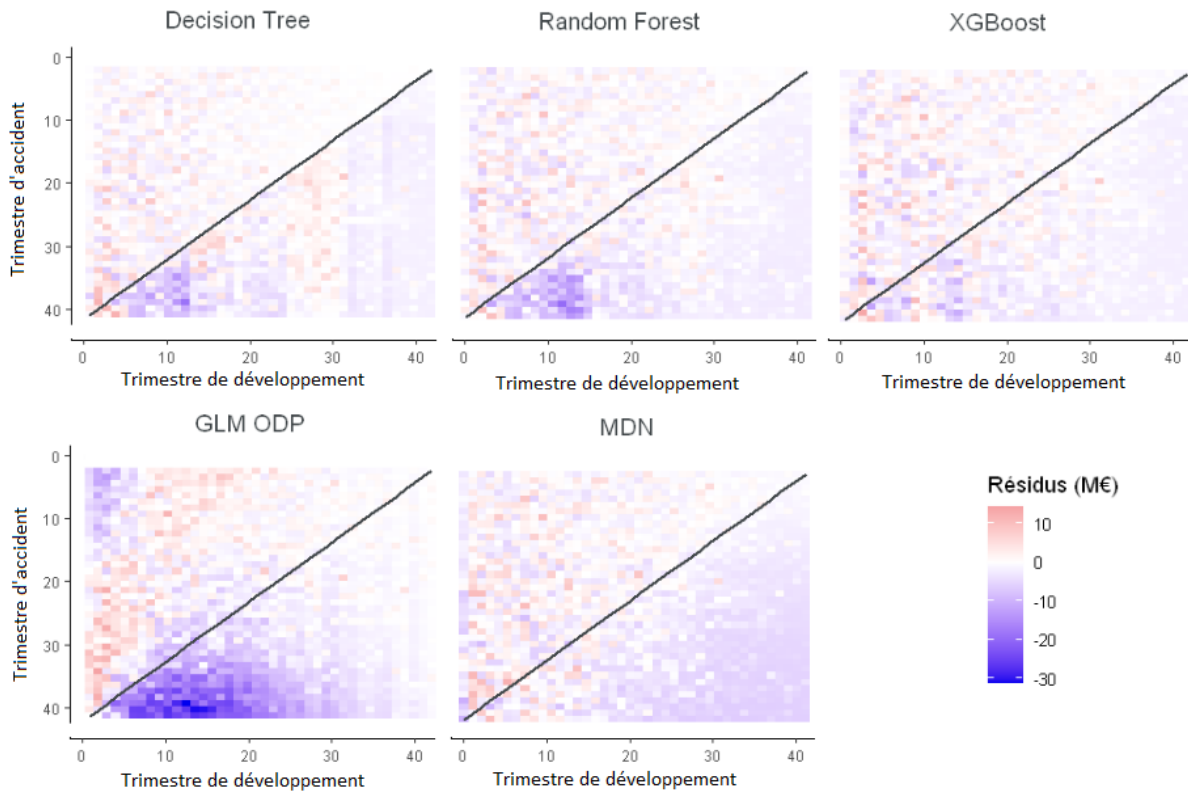 Decision Tree
Random Forest
XGBoost
Trimestre d'accident
0
10
20
30
40
0 10 20 30 40
0 10 20 30 40
0 10 20 30 40
Trimestre de développement
Trimestre de développement
Trimestre de développement
GLM ODP
MDN
Trimestre d'accident
0
10
20
30
40
0 10 20 30 40
0 10 20 30 40
Trimestre de développement
Trimestre de développement
Résidus (M€)
10
0
-10
-20
-30